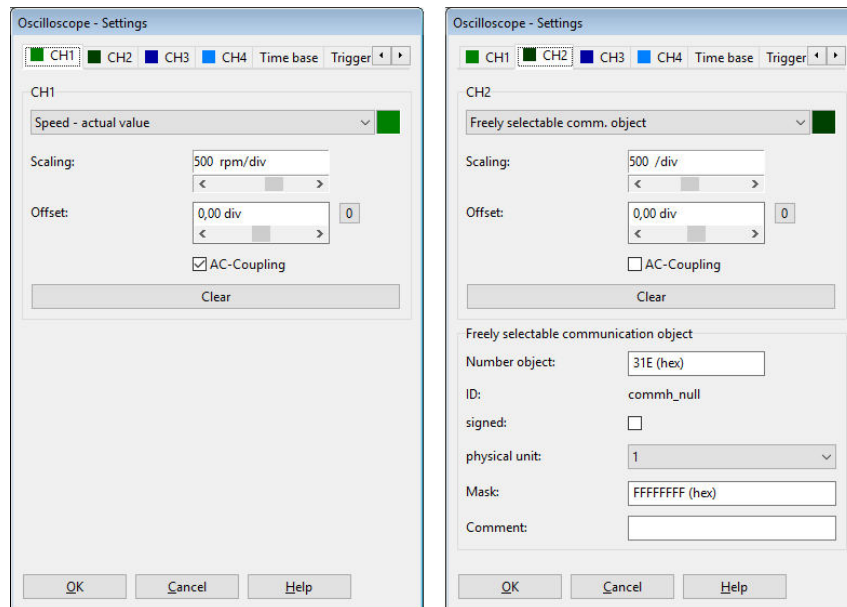 Oscilloscope - Settings
CH1 CH2 CH3 CH4 Time base Trigger
CH1
Speed - actual value
Scaling: 500 rpm/div
Offset: 0,00 div 0
AC-Coupling
Clear
OK Cancel Help
Oscilloscope - Settings
CH1 CH2 CH3 CH4 Time base Trigger
CH2
Freely selectable comm. object
Scaling: 500 /div
Offset: 0,00 div 0
AC-Coupling
Clear
Freely selectable communication object
Number object: 31E (hex)
ID: commh_null
signed:
physical unit: 1
Mask: FFFFFFFF (hex)
Comment:
OK Cancel Help